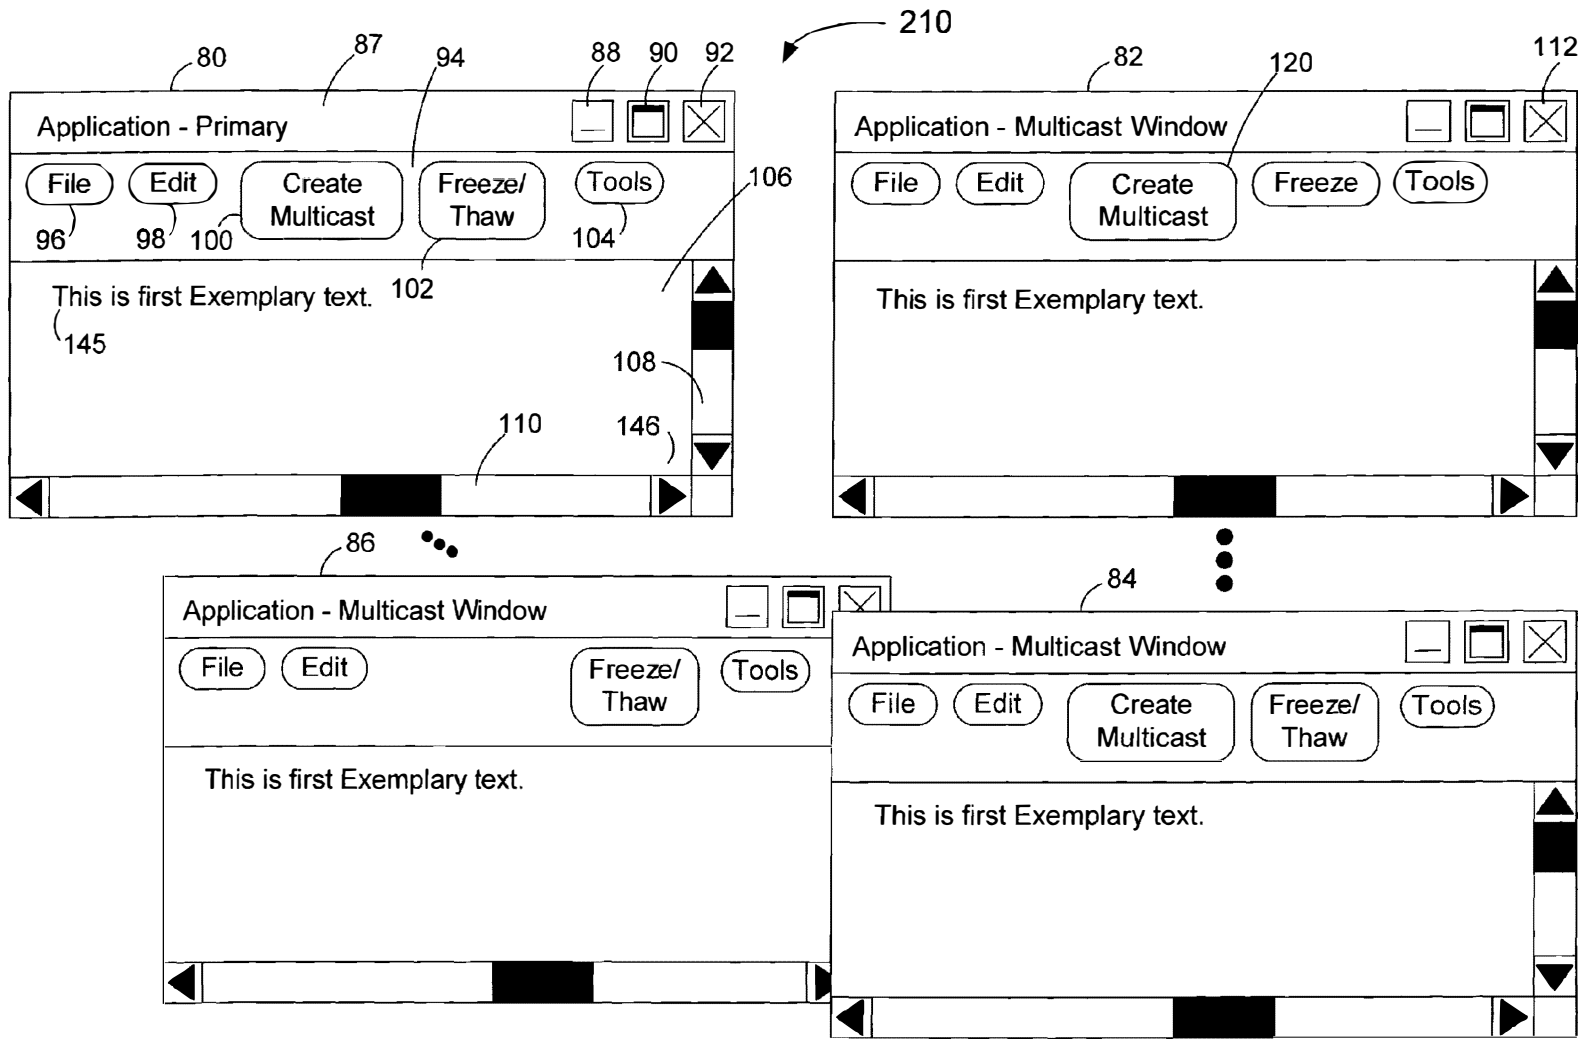 210
80
87
94
88
90
92
Application - Primary
File
Edit
Create
Multicast
Freeze/
Thaw
Tools
96
98
100
102
104
106
This is first Exemplary text.
145
108
110
146
82
120
112
Application - Multicast Window
File
Edit
Create
Multicast
Freeze
Tools
This is first Exemplary text.
86
Application - Multicast Window
File
Edit
Freeze/
Thaw
Tools
This is first Exemplary text.
84
Application - Multicast Window
File
Edit
Create
Multicast
Freeze/
Thaw
Tools
This is first Exemplary text.